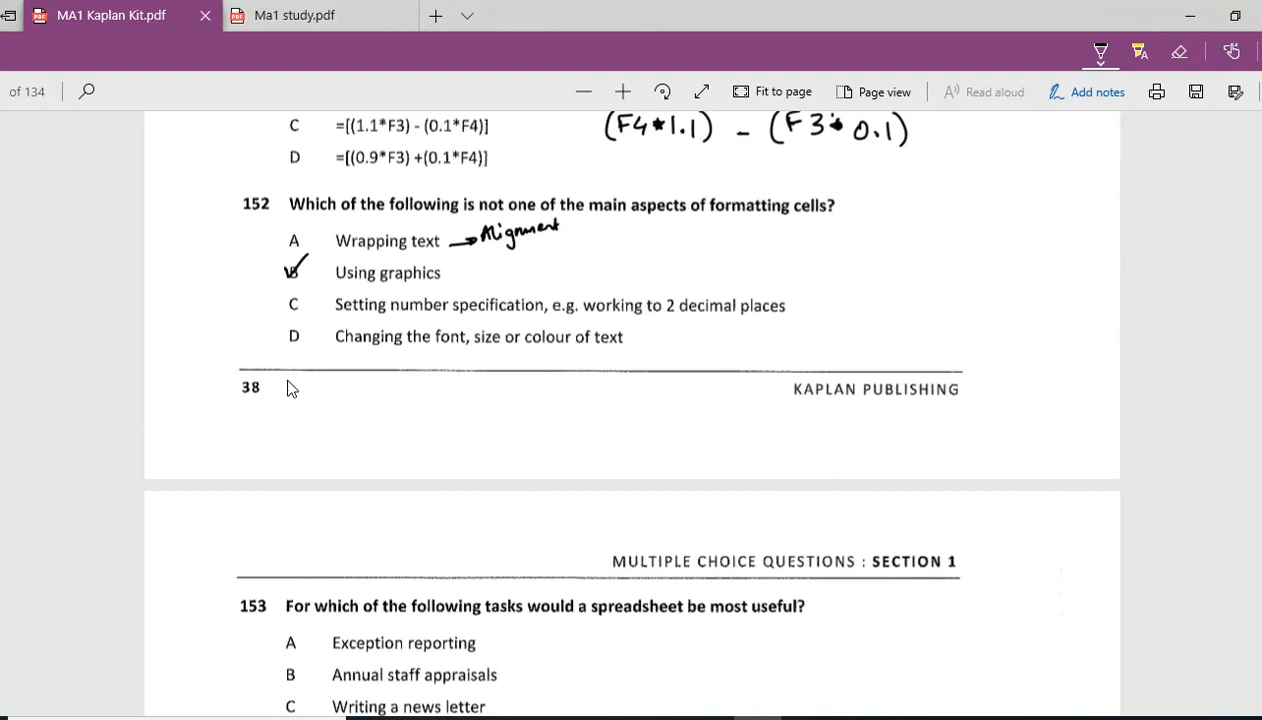 MA1 Kaplan Kit.pdf
Ma1 study.pdf
of 134
Fit to page
Page view
Read aloud
Add notes
C =[(1.1*F3) - (0.1*F4)]
(F4*1.1) - (F3*0.1)
D =[(0.9*F3) +(0.1*F4)]
152 Which of the following is not one of the main aspects of formatting cells?
A Wrapping text → Alignment
B Using graphics
C Setting number specification, e.g. working to 2 decimal places
D Changing the font, size or colour of text
38
KAPLAN PUBLISHING
MULTIPLE CHOICE QUESTIONS : SECTION 1
153 For which of the following tasks would a spreadsheet be most useful?
A Exception reporting
B Annual staff appraisals
C Writing a news letter